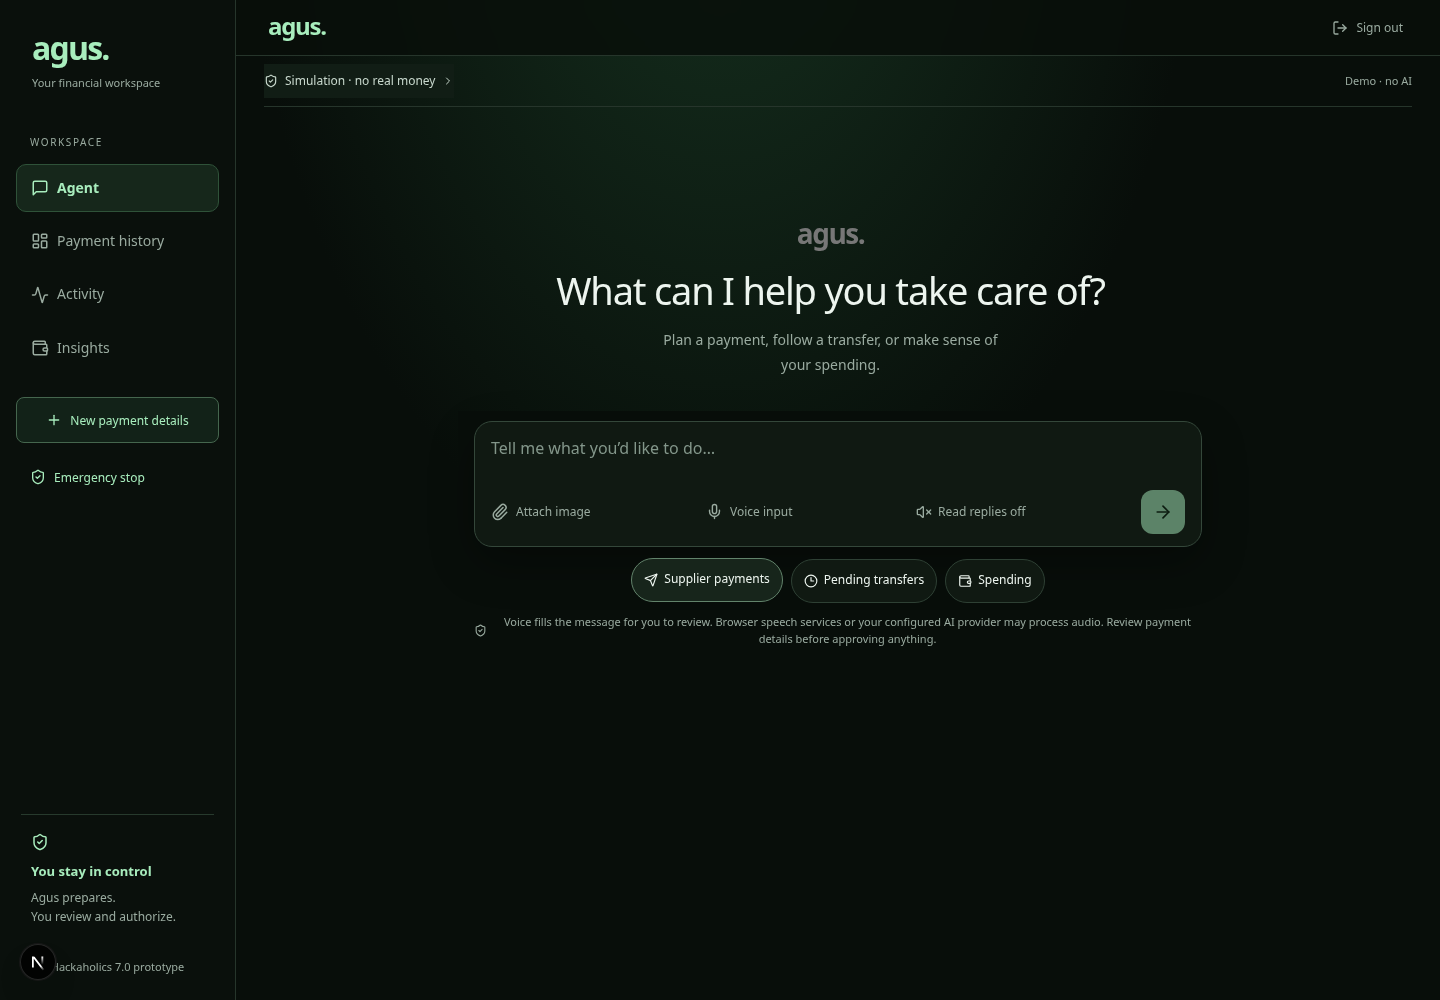 agus.
Your financial workspace
WORKSPACE
Agent
Payment history
Activity
Insights
New payment details
Emergency stop
You stay in control
Agus prepares.
You review and authorize.
7.0 prototype
agus.
Sign out
Simulation · no real money
Demo · no AI
agus.
What can I help you take care of?
Plan a payment, follow a transfer, or make sense of
your spending.
Tell me what you’d like to do...
Attach image
Voice input
Read replies off
Supplier payments
Pending transfers
Spending
Voice fills the message for you to review. Browser speech services or your configured AI provider may process audio. Review payment
details before approving anything.